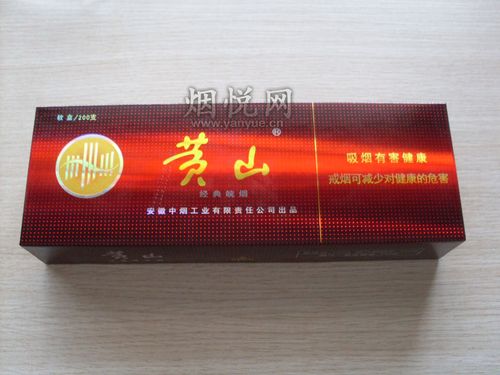 烟悦网
www.yanyue.cn
软盒/200支
黄山®
经典皖烟
安徽中烟工业有限责任公司出品
吸烟有害健康
戒烟可减少对健康的危害